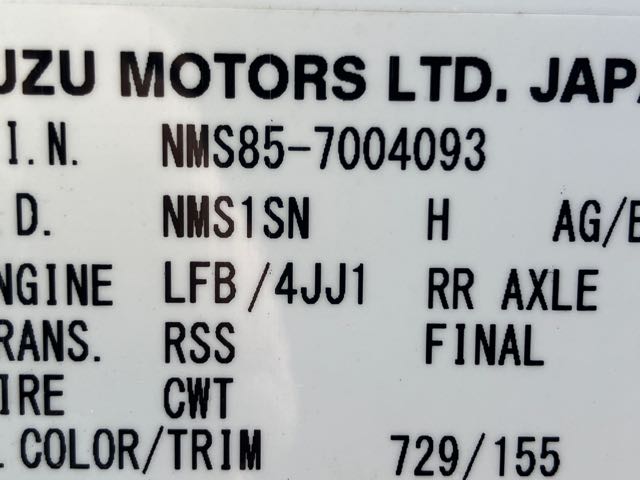 UZU MOTORS LTD. JAPA
I.N. NMS85-7004093
D. NMS1SN H AG/B
NGINE LFB/4JJ1 RR AXLE
RANS. RSS FINAL
IRE CWT
L COLOR/TRIM 729/155